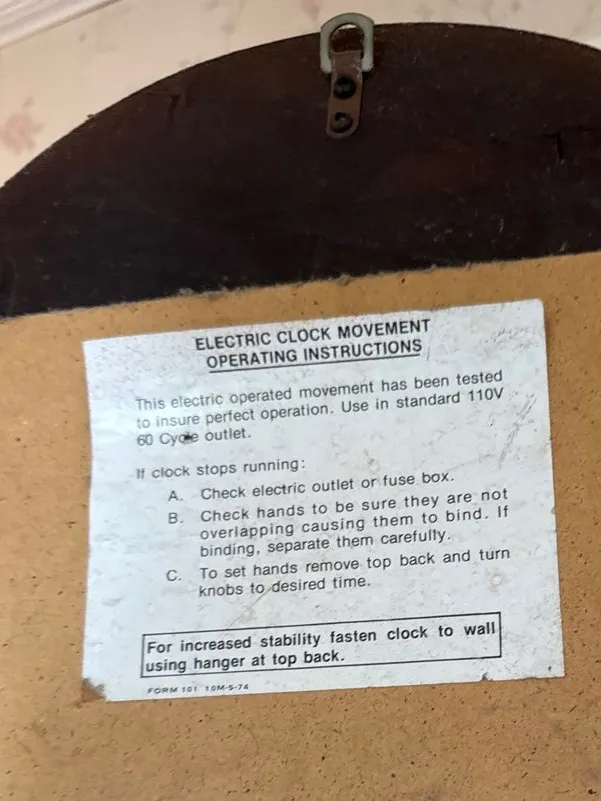 ELECTRIC CLOCK MOVEMENT
OPERATING INSTRUCTIONS
This electric operated movement has been tested
to insure perfect operation. Use in standard 110V
60 Cycle outlet.
If clock stops running:
A. Check electric outlet or fuse box.
B. Check hands to be sure they are not
overlapping causing them to bind. If
binding, separate them carefully.
C. To set hands remove top back and turn
knobs to desired time.
For increased stability fasten clock to wall
using hanger at top back.
FORM 101 10M-5-74